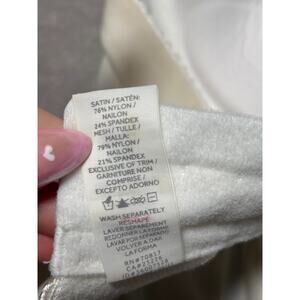 SATIN / SATÉN:
76% NYLON /
NAILON
24% SPANDEX
MESH / TULLE /
MALLA:
79% NYLON /
NAILON
21% SPANDEX
EXCLUSIVE OF TRIM /
GARNITURE NON
COMPRISE /
EXCEPTO ADORNO
WASH SEPARATELY
RESHAPE
LAVER SÉPARÉMENT
REDONNER LA FORME
LAVAR POR SEPARADO
VOLVER A DAR
LA FORMA
RN#70817